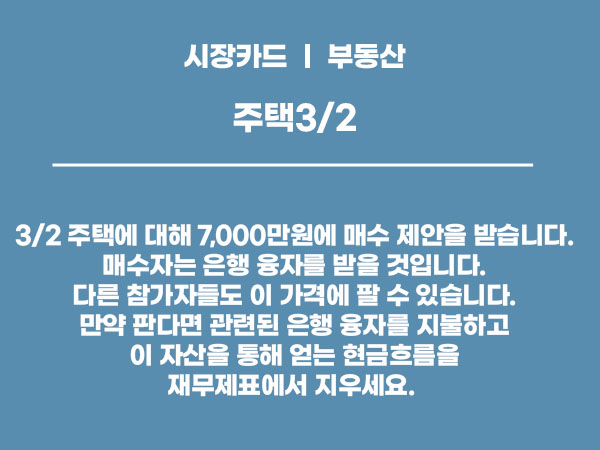 시장카드 ㅣ 부동산
주택3/2
3/2 주택에 대해 7,000만원에 매수 제안을 받습니다.
매수자는 은행 융자를 받을 것입니다.
다른 참가자들도 이 가격에 팔 수 있습니다.
만약 판다면 관련된 은행 융자를 지불하고
이 자산을 통해 얻는 현금흐름을
재무제표에서 지우세요.